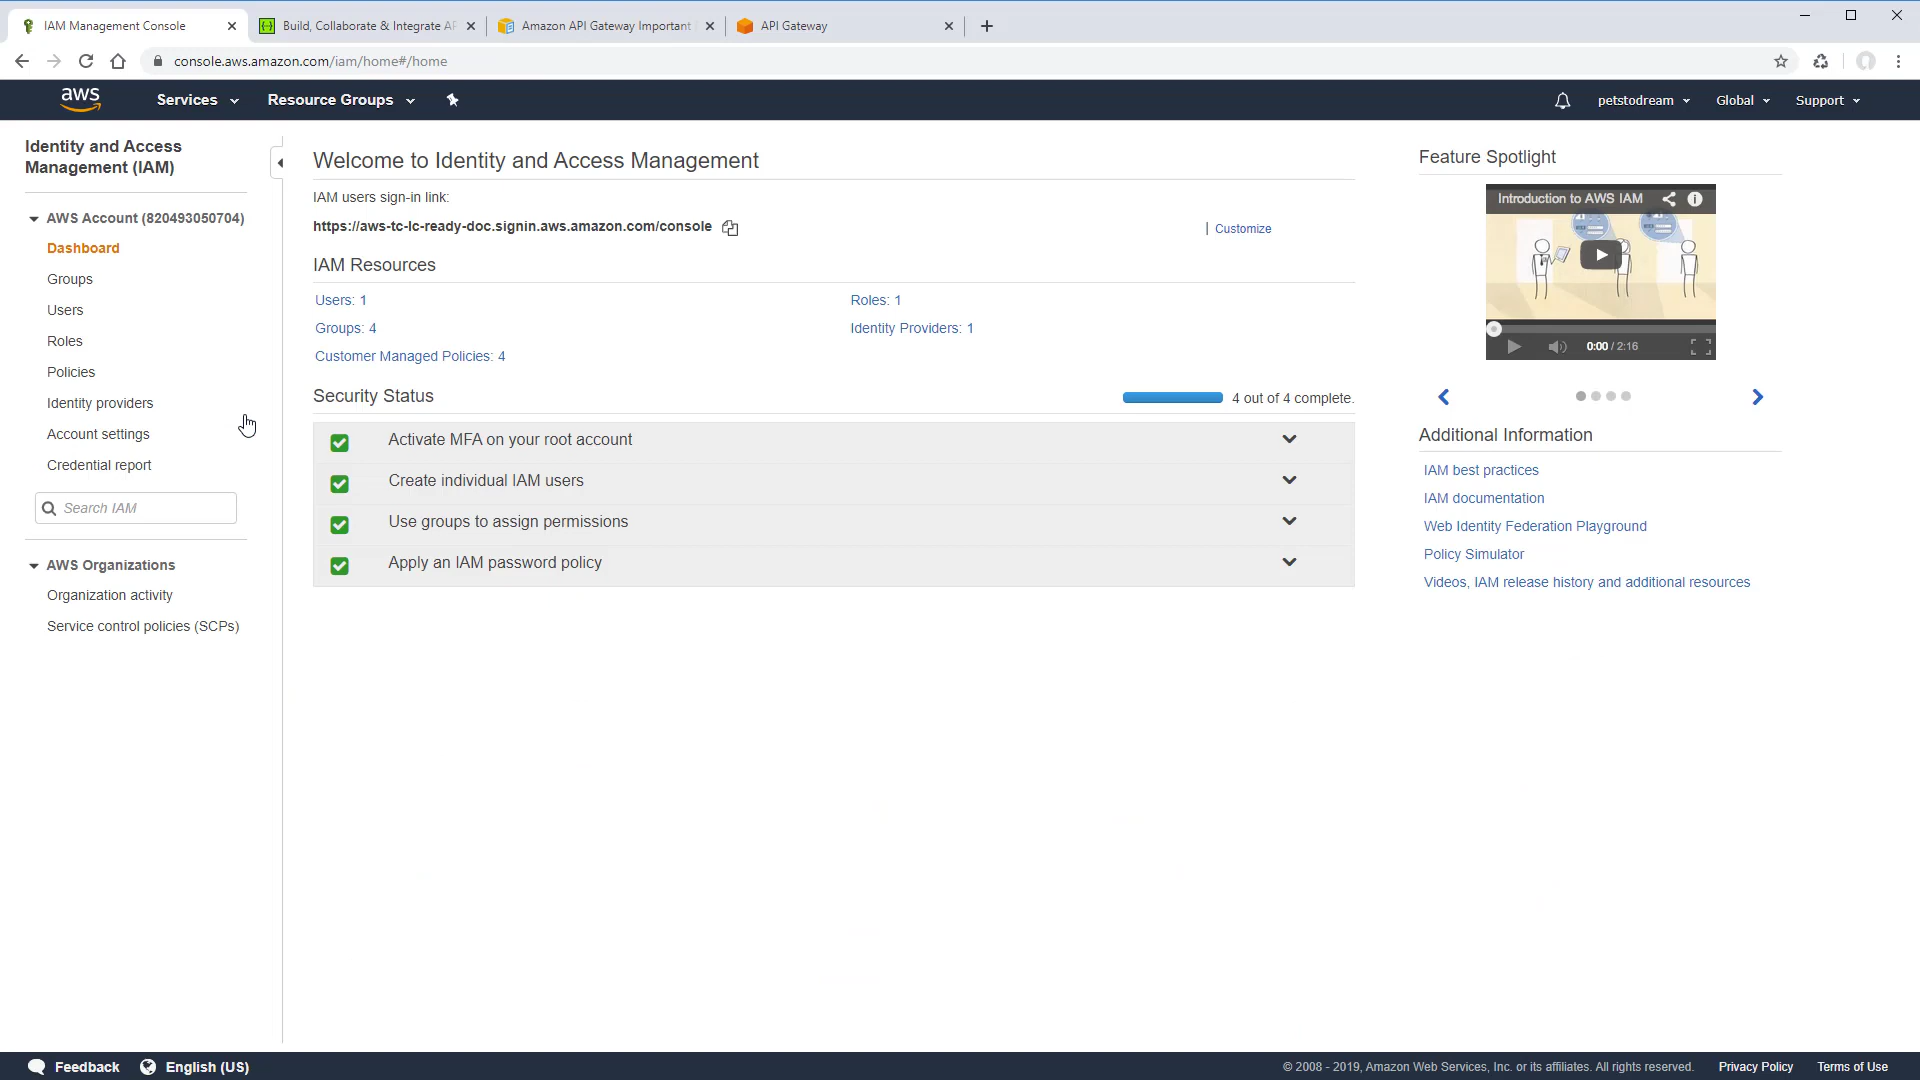 IAM Management Console
Build, Collaborate & Integrate AP
Amazon API Gateway Important
API Gateway
console.aws.amazon.com/iam/home#/home
aws
Services
Resource Groups
petstodream
Global
Support
Identity and Access
Management (IAM)
AWS Account (820493050704)
Dashboard
Groups
Users
Roles
Policies
Identity providers
Account settings
Credential report
Search IAM
AWS Organizations
Organization activity
Service control policies (SCPs)
Welcome to Identity and Access Management
IAM users sign-in link:
https://aws-tc-lc-ready-doc.signin.aws.amazon.com/console
| Customize
IAM Resources
Users: 1
Roles: 1
Groups: 4
Identity Providers: 1
Customer Managed Policies: 4
Security Status
4 out of 4 complete.
Activate MFA on your root account
Create individual IAM users
Use groups to assign permissions
Apply an IAM password policy
Feature Spotlight
Introduction to AWS IAM
0:00 / 2:16
Additional Information
IAM best practices
IAM documentation
Web Identity Federation Playground
Policy Simulator
Videos, IAM release history and additional resources
Feedback
English (US)
© 2008 - 2019, Amazon Web Services, Inc. or its affiliates. All rights reserved.
Privacy Policy
Terms of Use